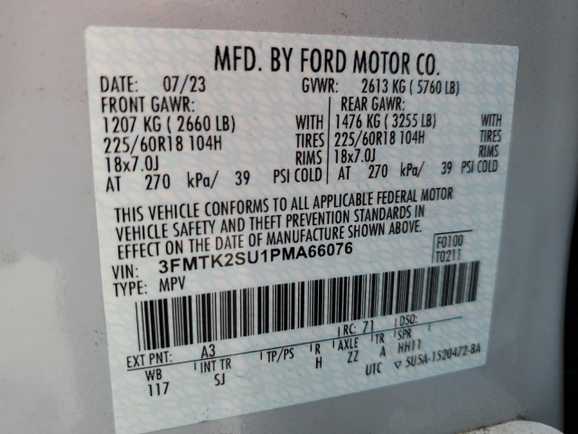 MFD. BY FORD MOTOR CO.
DATE: 07/23 GVWR: 2613 KG (5760 LB)
FRONT GAWR: REAR GAWR:
1207 KG (2660 LB) WITH 1476 KG (3255 LB) WITH
225/60R18 104H TIRES 225/60R18 104H TIRES
18x7.0J RIMS 18x7.0J RIMS
AT 270 kPa/ 39 PSI COLD AT 270 kPa/ 39 PSI COLD
THIS VEHICLE CONFORMS TO ALL APPLICABLE FEDERAL MOTOR
VEHICLE SAFETY AND THEFT PREVENTION STANDARDS IN
EFFECT ON THE DATE OF MANUFACTURE SHOWN ABOVE.
VIN: 3FMTK2SU1PMA66076 F0100
TYPE: MPV T0211
EXT PNT: A3 RC: 71 DSO:
WB INT TR TP/PS R AXLE TR SPR
117 SJ H ZZ A HH11
UTC 5U5A-1520472-BA